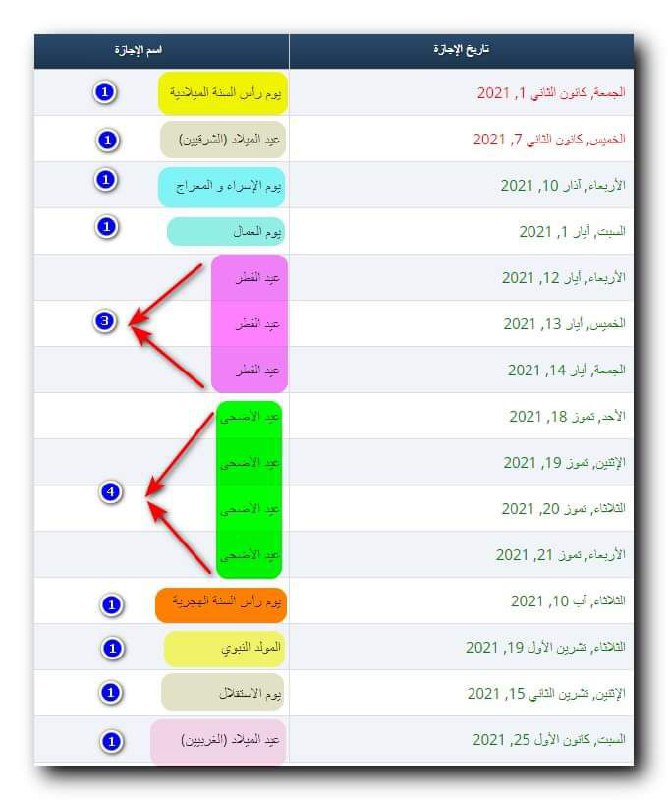 تاريخ الإجازة اسم الإجازة
الجمعة, كانون الثاني 1, 2021 يوم رأس السنة الميلادية 1
الخميس, كانون الثاني 7, 2021 عيد الميلاد (الشرقيين) 1
الأربعاء, آذار 10, 2021 يوم الإسراء و المعراج 1
السبت, أيار 1, 2021 يوم العمال 1
الأربعاء, أيار 12, 2021 عيد الفطر
الخميس, أيار 13, 2021 عيد الفطر 3
الجمعة, أيار 14, 2021 عيد الفطر
الأحد, تموز 18, 2021 عيد الأضحى
الإثنين, تموز 19, 2021 عيد الأضحى
الثلاثاء, تموز 20, 2021 عيد الأضحى 4
الأربعاء, تموز 21, 2021 عيد الأضحى
الثلاثاء, آب 10, 2021 يوم رأس السنة الهجرية 1
الثلاثاء, تشرين الأول 19, 2021 المولد النبوي 1
الإثنين, تشرين الثاني 15, 2021 يوم الاستقلال 1
السبت, كانون الأول 25, 2021 عيد الميلاد (الغربيين) 1